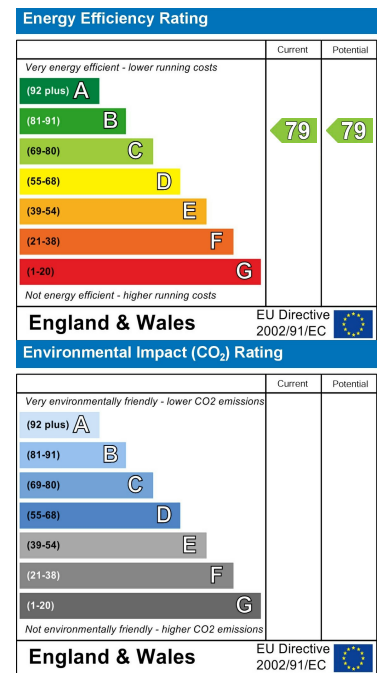 Energy Efficiency Rating
Current Potential
Very energy efficient - lower running costs
(92 plus) A
(81-91) B
79 79
(69-80) C
(55-68) D
(39-54) E
(21-38) F
(1-20) G
Not energy efficient - higher running costs
England & Wales
EU Directive
2002/91/EC
Environmental Impact (CO₂) Rating
Current Potential
Very environmentally friendly - lower CO2 emissions
(92 plus) A
(81-91) B
(69-80) C
(55-68) D
(39-54) E
(21-38) F
(1-20) G
Not environmentally friendly - higher CO2 emissions
England & Wales
EU Directive
2002/91/EC